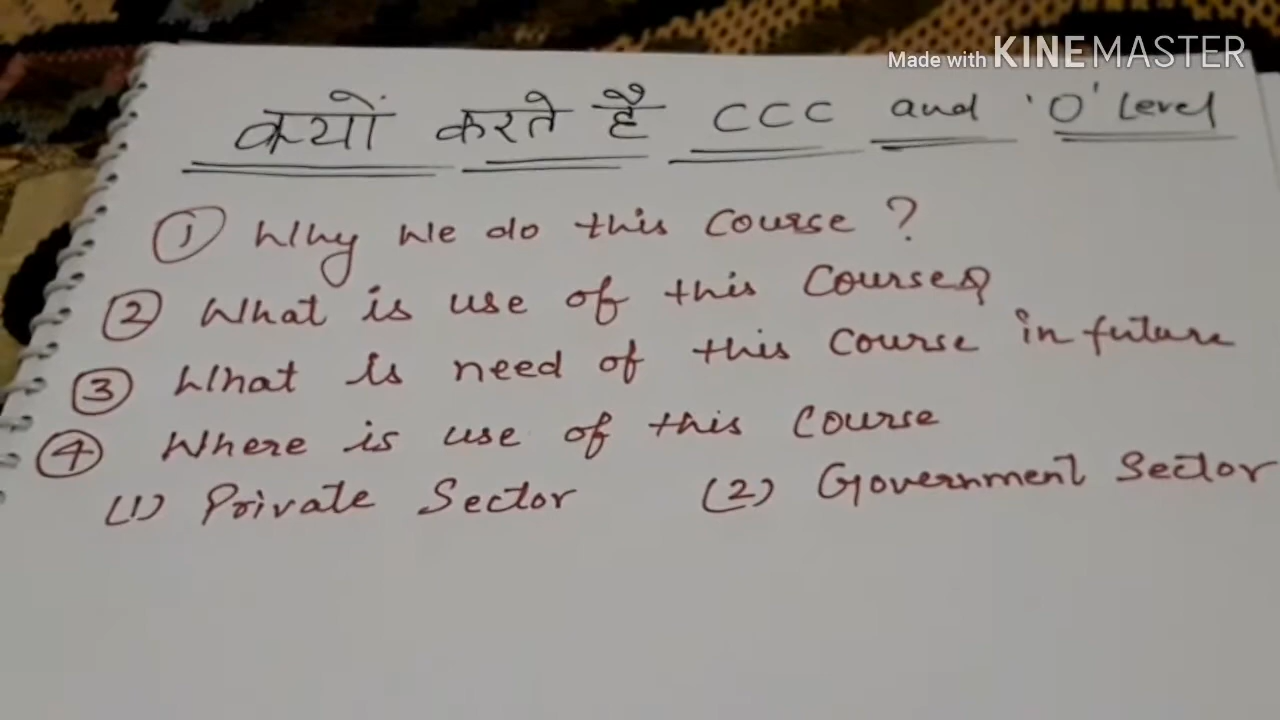 Made with KINEMASTER
क्यों करते है CCC and 'O' Level
① Why We do this Course ?
② What is use of this Course?
③ What is need of this Course in future
④ Where is use of this Course
(1) Private Sector (2) Government Sector